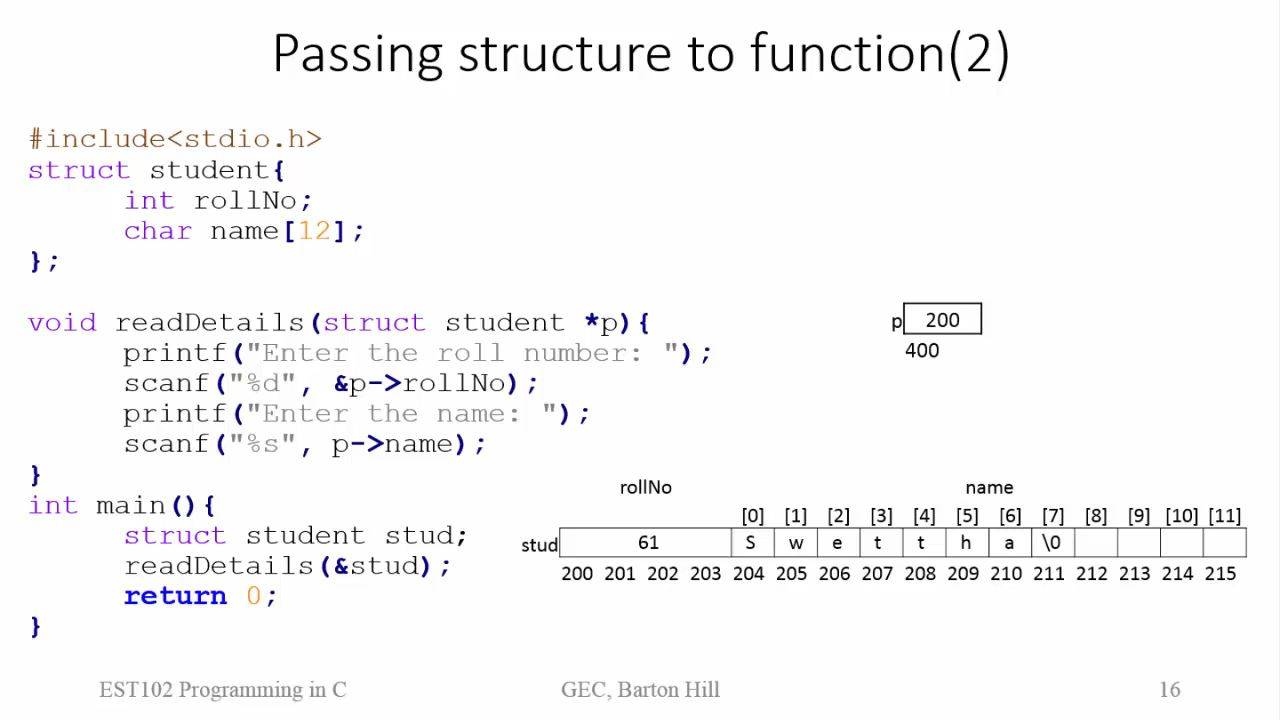 Passing structure to function(2)
#include<stdio.h>
struct student{
int rollNo;
char name[12];
};
void readDetails(struct student *p){
printf("Enter the roll number: ");
scanf("%d", &p->rollNo);
printf("Enter the name: ");
scanf("%s", p->name);
}
int main(){
struct student stud;
readDetails(&stud);
return 0;
}
p 200
400
rollNo name
[0] [1] [2] [3] [4] [5] [6] [7] [8] [9] [10] [11]
stud 61 S w e t t h a \0
200 201 202 203 204 205 206 207 208 209 210 211 212 213 214 215
EST102 Programming in C GEC, Barton Hill 16